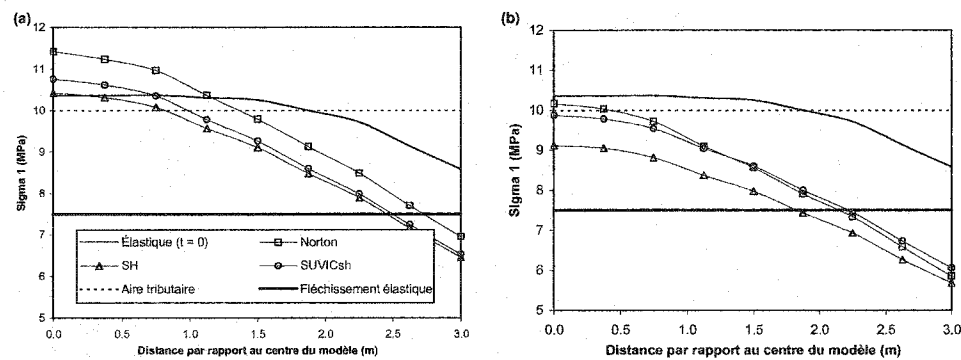 (a)
12
11
10
9
8
7
6
5
Sigma 1 (MPa)
Élastique (t = 0)
Norton
SH
SUVICsh
Aire tributaire
Fléchissement élastique
0.0 0.5 1.0 1.5 2.0 2.5 3.0
Distance par rapport au centre du modèle (m)
(b)
12
11
10
9
8
7
6
5
Sigma 1 (MPa)
0.0 0.5 1.0 1.5 2.0 2.5 3.0
Distance par rapport au centre du modèle (m)